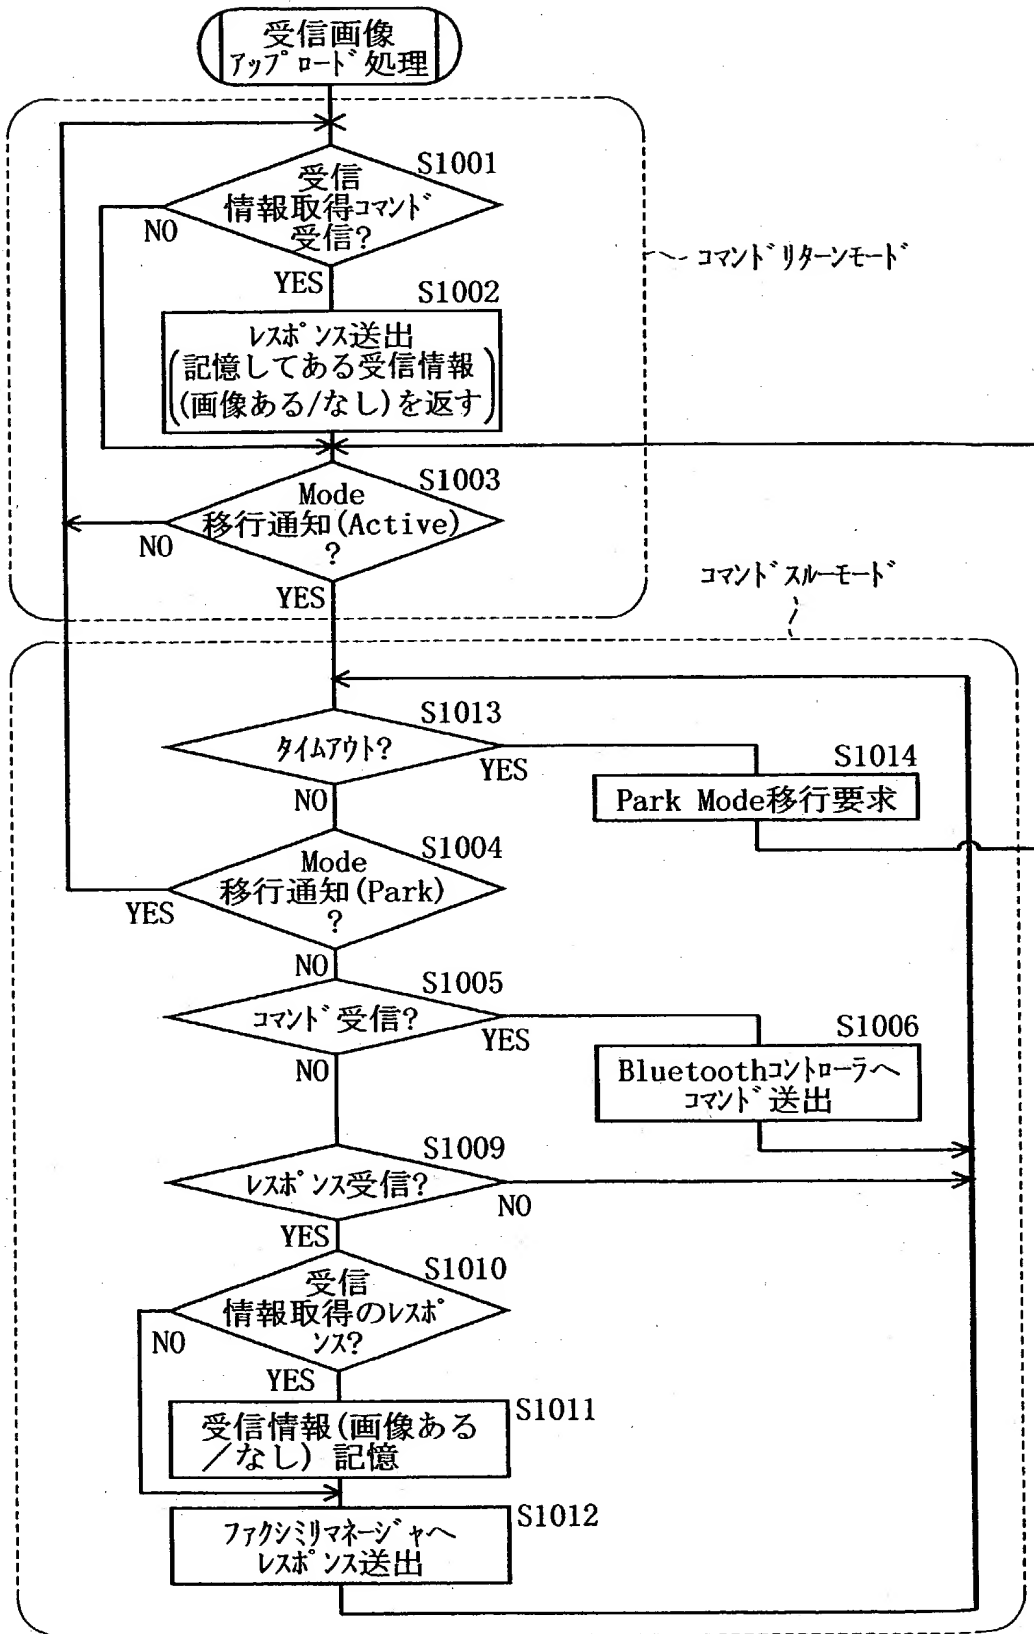 受信画像
アップロード処理
S1001
受信
情報取得コマンド
受信?
NO
YES
コマンドリターンモード
S1002
レスポンス送出
(記憶してある受信情報
(画像ある/なし)を返す)
S1003
Mode
移行通知(Active)
?
NO
YES
コマンドスルーモード
S1013
タイムアウト?
YES
NO
S1014
Park Mode移行要求
S1004
Mode
移行通知(Park)
?
YES
NO
S1005
コマンド受信?
YES
NO
S1006
Bluetoothコントローラへ
コマンド送出
S1009
レスポンス受信?
NO
YES
S1010
受信
情報取得のレスポ
ンス?
NO
YES
S1011
受信情報(画像ある
/なし)記憶
S1012
ファクシミリマネージャへ
レスポンス送出